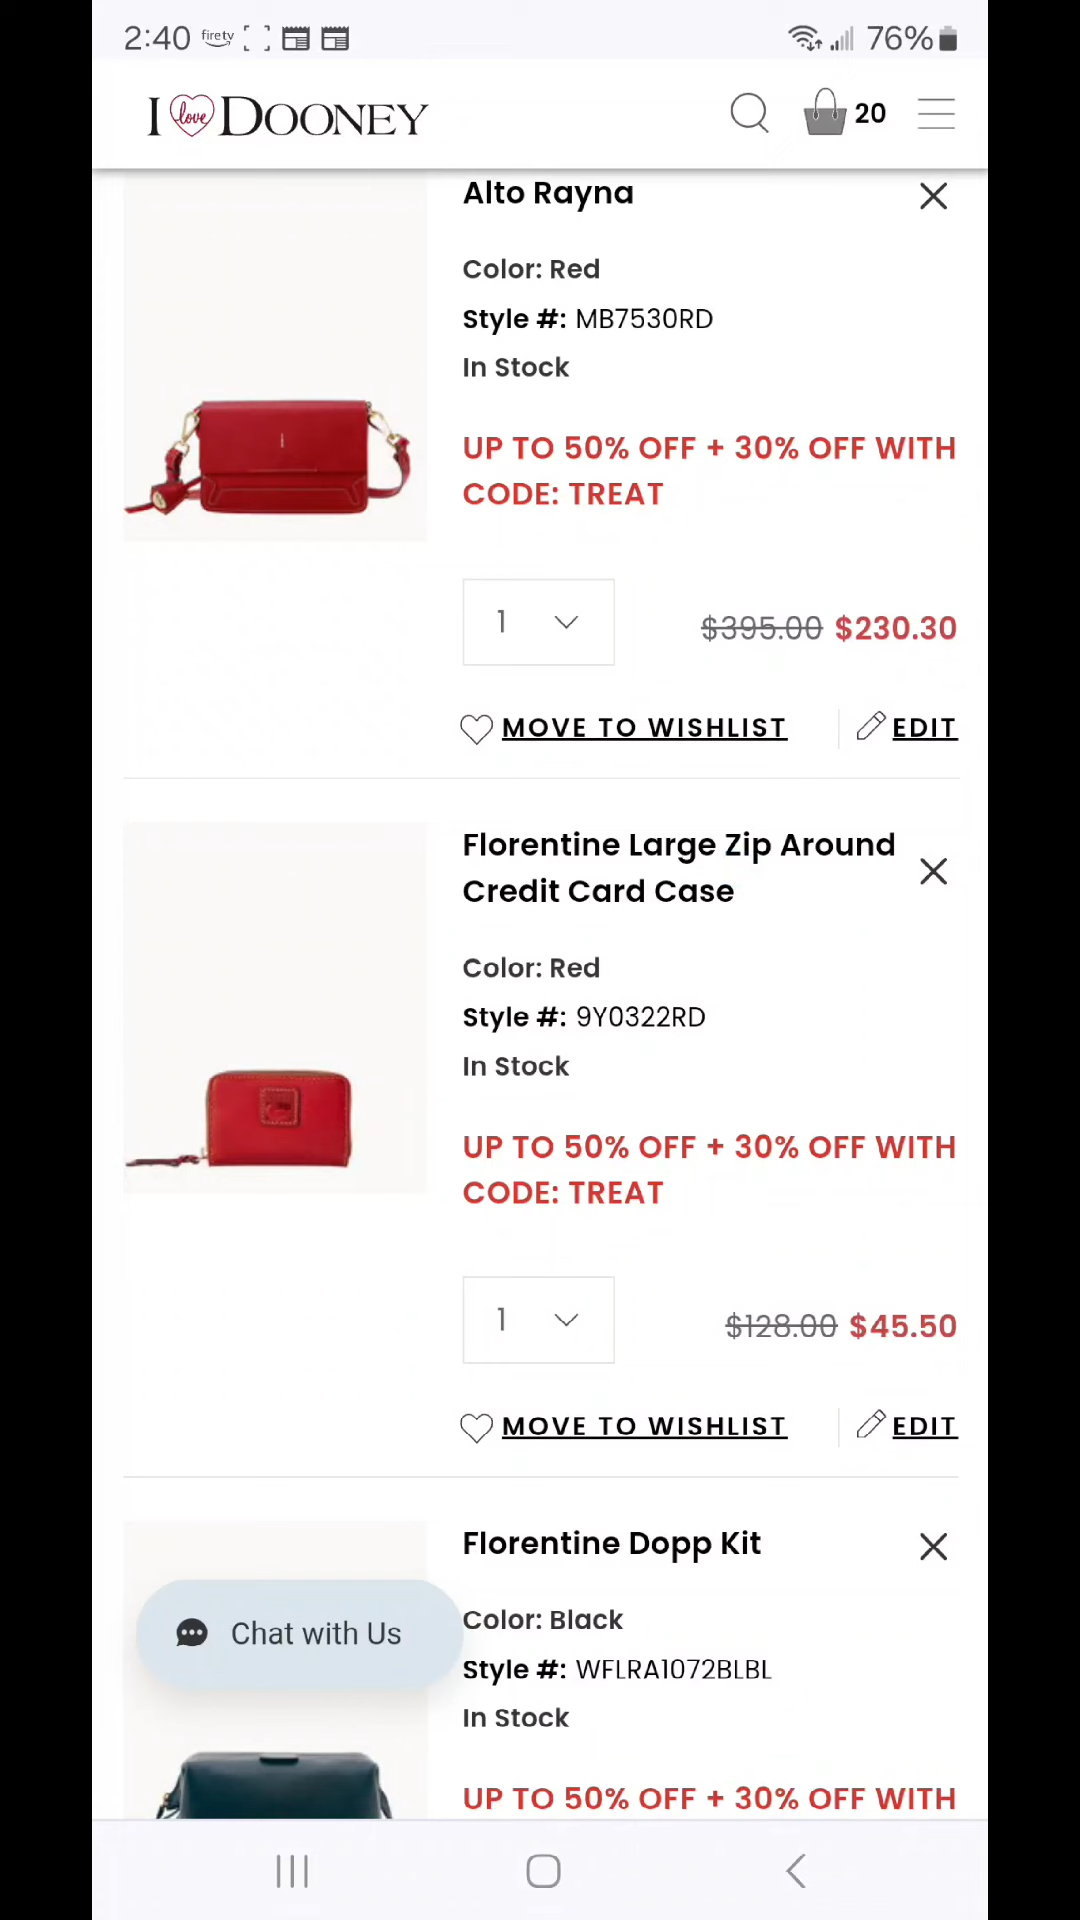 2:40 firety 76%
I love DOONEY 20
Alto Rayna
Color: Red
Style #: MB7530RD
In Stock
UP TO 50% OFF + 30% OFF WITH
CODE: TREAT
1 $395.00 $230.30
MOVE TO WISHLIST EDIT
Florentine Large Zip Around
Credit Card Case
Color: Red
Style #: 9Y0322RD
In Stock
UP TO 50% OFF + 30% OFF WITH
CODE: TREAT
1 $128.00 $45.50
MOVE TO WISHLIST EDIT
Florentine Dopp Kit
Color: Black
Chat with Us
Style #: WFLRA1072BLBL
In Stock
UP TO 50% OFF + 30% OFF WITH